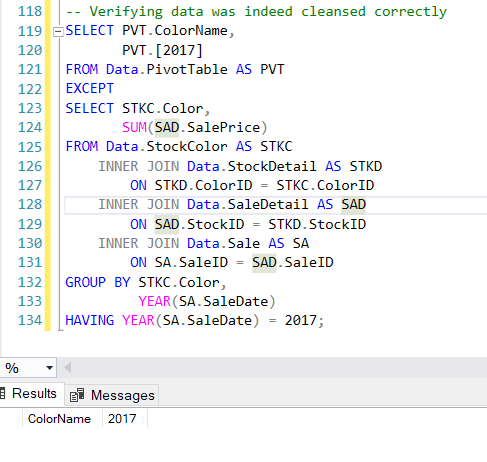 118 -- Verifying data was indeed cleansed correctly
119 SELECT PVT.ColorName,
120 PVT.[2017]
121 FROM Data.PivotTable AS PVT
122 EXCEPT
123 SELECT STKC.Color,
124 SUM(SAD.SalePrice)
125 FROM Data.StockColor AS STKC
126 INNER JOIN Data.StockDetail AS STKD
127 ON STKD.ColorID = STKC.ColorID
128 INNER JOIN Data.SaleDetail AS SAD
129 ON SAD.StockID = STKD.StockID
130 INNER JOIN Data.Sale AS SA
131 ON SA.SaleID = SAD.SaleID
132 GROUP BY STKC.Color,
133 YEAR(SA.SaleDate)
134 HAVING YEAR(SA.SaleDate) = 2017;
%
Results Messages
ColorName 2017